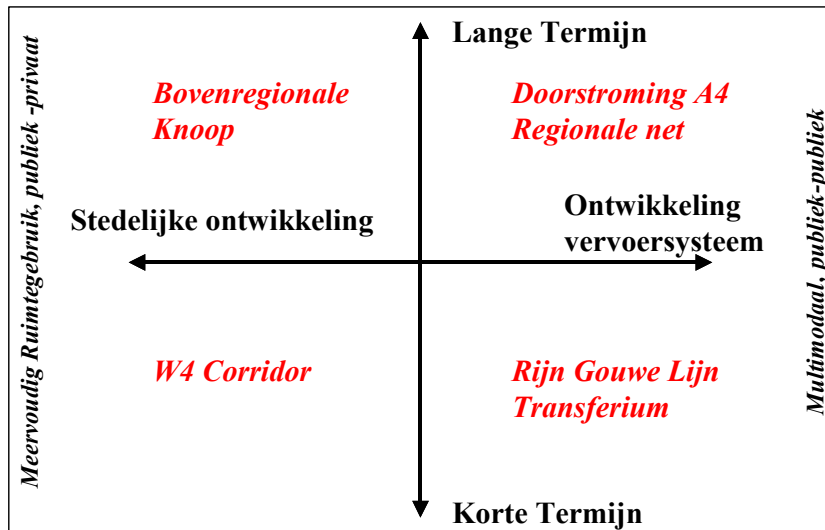 Lange Termijn
Bovenregionale
Knoop
Doorstroming A4
Regionale net
Meervoudig Ruimtegebruik, publiek -privaat
Multimodaal, publiek-publiek
Stedelijke ontwikkeling
Ontwikkeling
vervoersysteem
W4 Corridor
Rijn Gouwe Lijn
Transferium
Korte Termijn